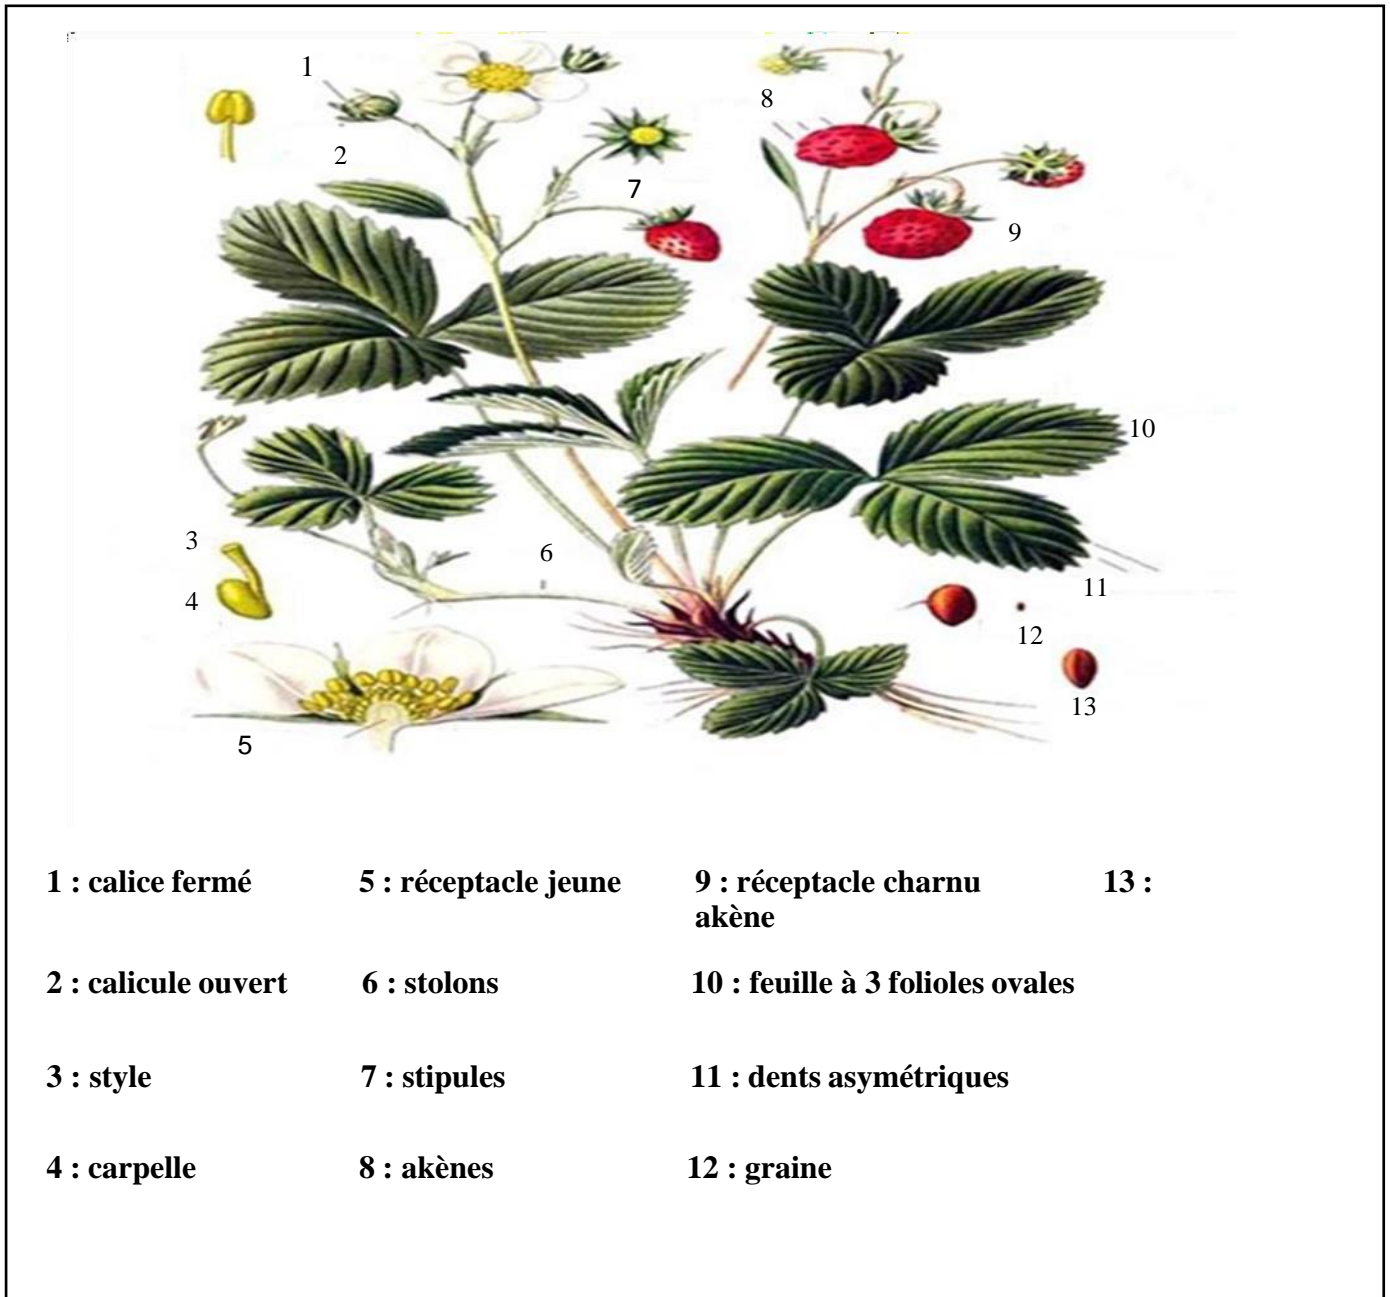 1
8
2
7
9
10
3
6
4
11
12
13
5
1 : calice fermé 5 : réceptacle jeune 9 : réceptacle charnu 13 :
akène
2 : calicule ouvert 6 : stolons 10 : feuille à 3 folioles ovales
3 : style 7 : stipules 11 : dents asymétriques
4 : carpelle 8 : akènes 12 : graine